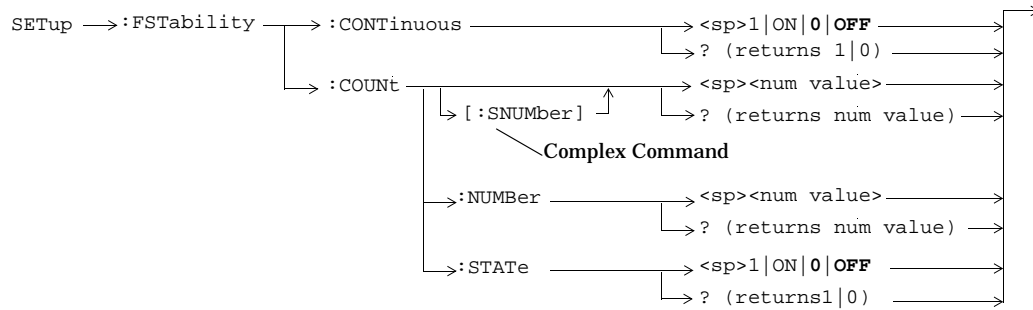 SETup :FSTability :CONTinuous <sp>1|ON|0|OFF
? (returns 1|0)
:COUNt <sp><num value>
[:SNUMber] ? (returns num value)
Complex Command
:NUMBer <sp><num value>
? (returns num value)
:STATe <sp>1|ON|0|OFF
? (returns1|0)